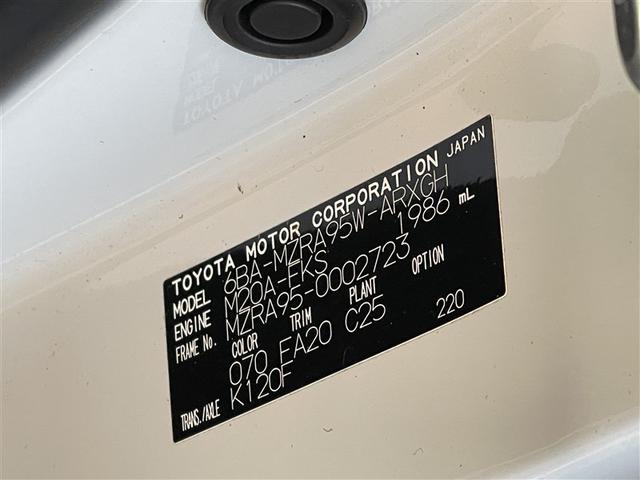 TOYOTA MOTOR CORPORATION JAPAN
MODEL 6BA-MZRA95W-ARXGH
ENGINE M20A-FKS 1986 mL
FRAME No. MZRA95-0002723
COLOR TRIM PLANT OPTION
070 EA20 C25 220
TRANS./AXLE K120F